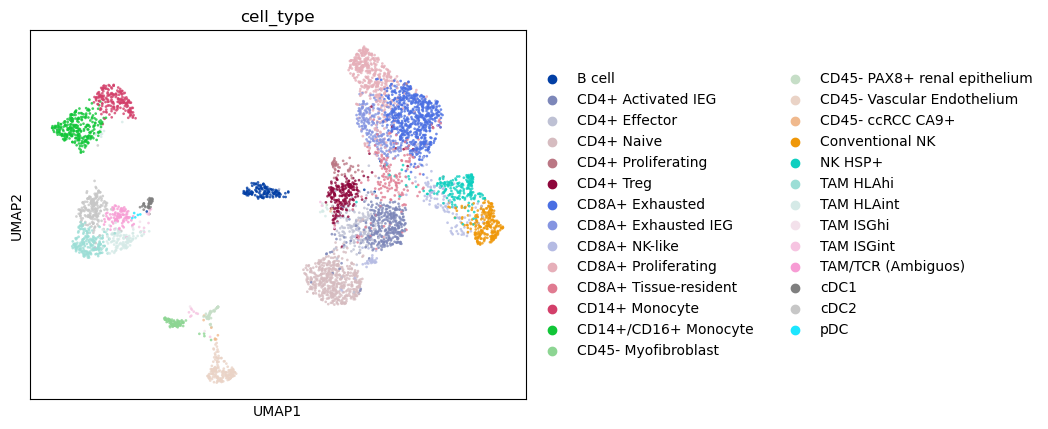 cell_type
UMAP2
UMAP1
B cell
CD4+ Activated IEG
CD4+ Effector
CD4+ Naive
CD4+ Proliferating
CD4+ Treg
CD8A+ Exhausted
CD8A+ Exhausted IEG
CD8A+ NK-like
CD8A+ Proliferating
CD8A+ Tissue-resident
CD14+ Monocyte
CD14+/CD16+ Monocyte
CD45- Myofibroblast
CD45- PAX8+ renal epithelium
CD45- Vascular Endothelium
CD45- ccRCC CA9+
Conventional NK
NK HSP+
TAM HLAhi
TAM HLAint
TAM ISGhi
TAM ISGint
TAM/TCR (Ambiguos)
cDC1
cDC2
pDC